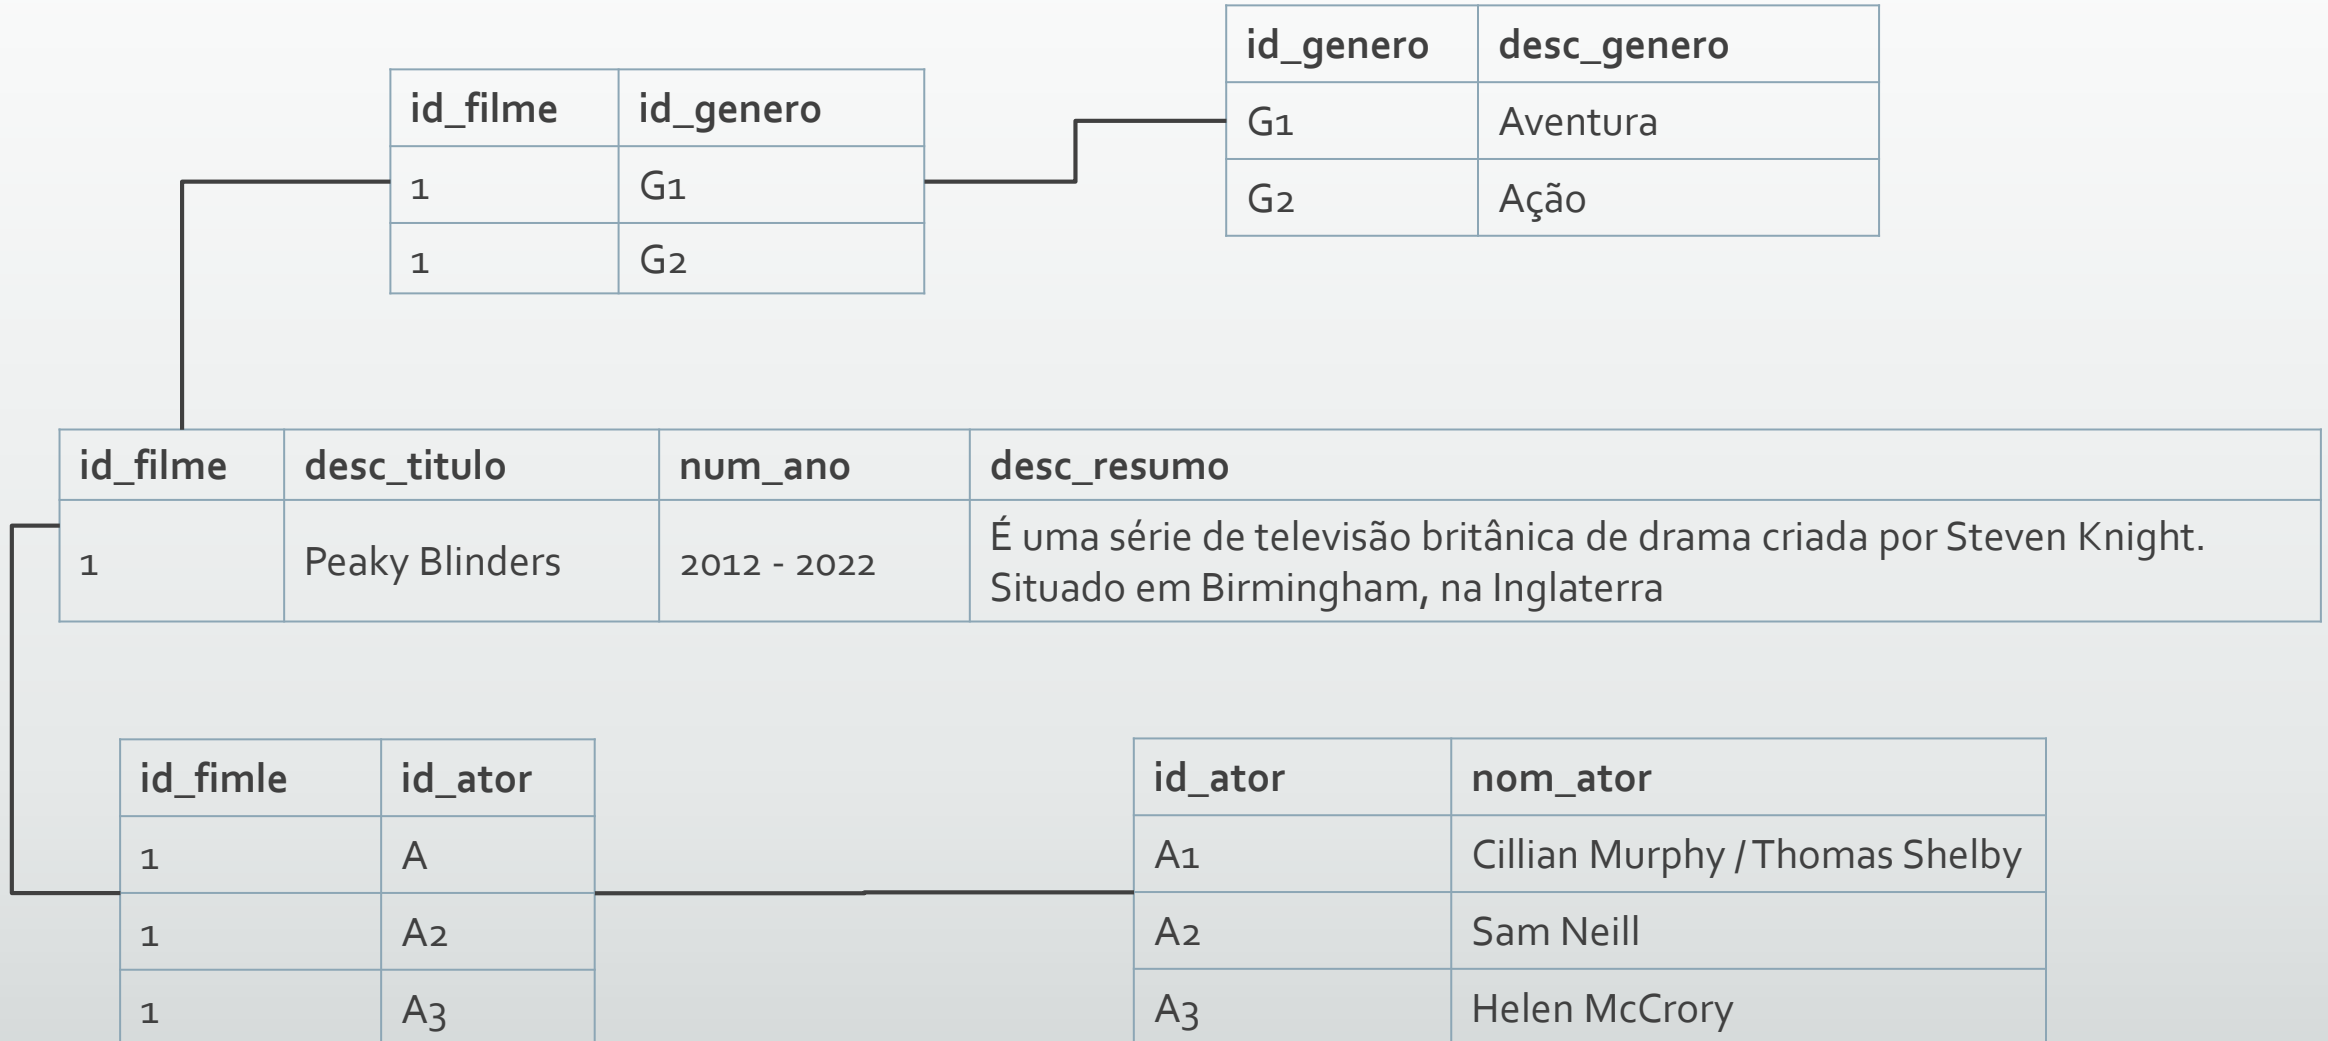 id_genero desc_genero
G1 Aventura
G2 Ação
id_filme id_genero
1 G1
1 G2
id_filme desc_titulo num_ano desc_resumo
1 Peaky Blinders 2012 - 2022 É uma série de televisão britânica de drama criada por Steven Knight.
Situado em Birmingham, na Inglaterra
id_fimle id_ator
1 A
1 A2
1 A3
id_ator nom_ator
A1 Cillian Murphy / Thomas Shelby
A2 Sam Neill
A3 Helen McCrory